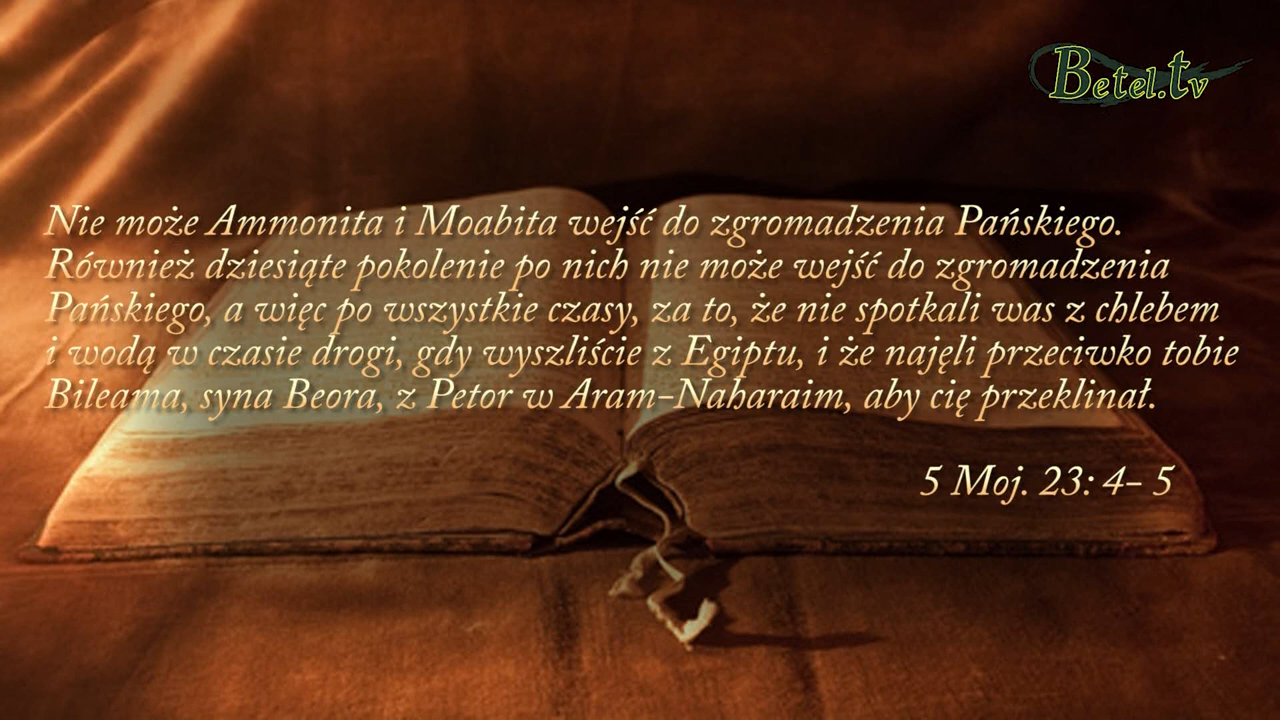 Betel.tv
Nie może Ammonita i Moabita wejść do zgromadzenia Pańskiego.
Również dziesiąte pokolenie po nich nie może wejść do zgromadzenia
Pańskiego, a więc po wszystkie czasy, za to, że nie spotkali was z chlebem
i wodą w czasie drogi, gdy wyszliście z Egiptu, i że najęli przeciwko tobie
Bileama, syna Beora, z Petor w Aram-Naharaim, aby cię przeklinał.
5 Moj. 23: 4- 5